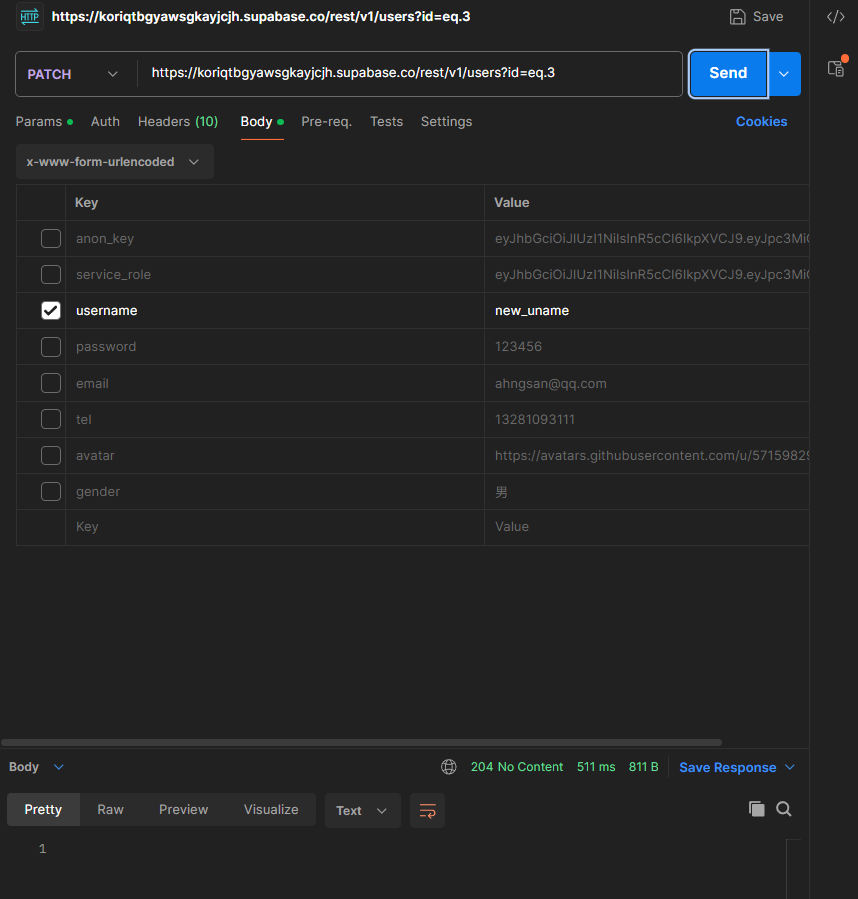 HTTP https://koriqtbgyawsgkayjcjh.supabase.co/rest/v1/users?id=eq.3 Save
PATCH https://koriqtbgyawsgkayjcjh.supabase.co/rest/v1/users?id=eq.3 Send
Params Auth Headers (10) Body Pre-req. Tests Settings Cookies
x-www-form-urlencoded
Key Value
anon_key eyJhbGciOiJIUzI1NiIsInR5cCI6IkpXVCJ9.eyJpc3MiO
service_role eyJhbGciOiJIUzI1NiIsInR5cCI6IkpXVCJ9.eyJpc3MiO
username new_uname
password 123456
email ahngsan@qq.com
tel 13281093111
avatar https://avatars.githubusercontent.com/u/57159829
gender 男
Key Value
Body 204 No Content 511 ms 811 B Save Response
Pretty Raw Preview Visualize Text
1